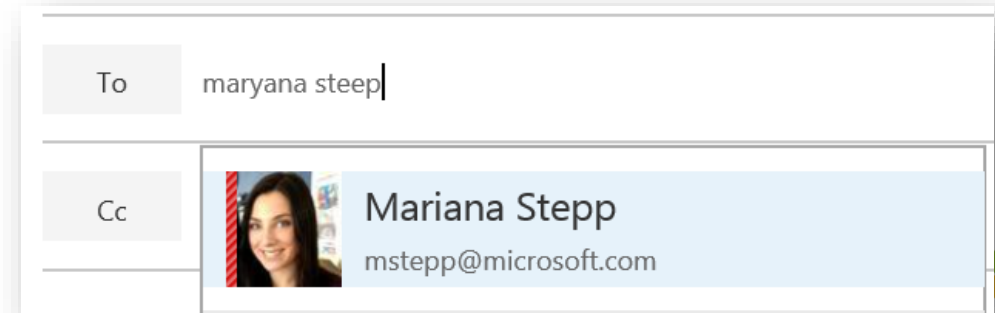 To
maryana steep
Cc
Mariana Stepp
mstepp@microsoft.com